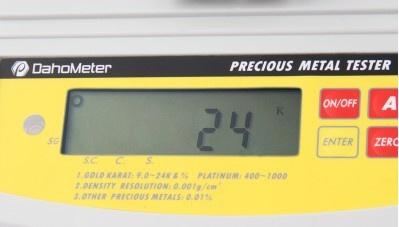 DahoMeter PRECIOUS METAL TESTER
ON/OFF
24 K
SG
ENTER
ZERO
S.C. C. S.
1.GOLD KARAT: 9.0~24K & % PLATINUM: 400~1000
2.DENSITY RESOLUTION: 0.001g/cm³
3.OTHER PRECIOUS METALS: 0.01%